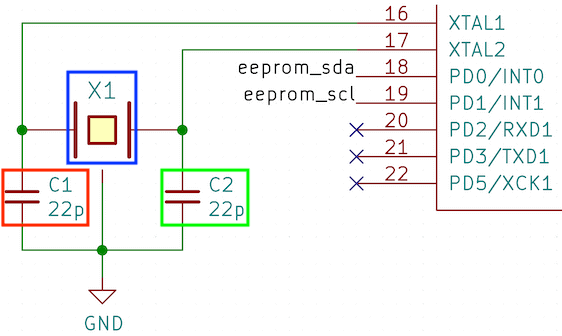 16 XTAL1
17 XTAL2
eeprom_sda 18 PD0/INT0
eeprom_scl 19 PD1/INT1
20 PD2/RXD1
21 PD3/TXD1
22 PD5/XCK1
X1
C1
22p
C2
22p
GND